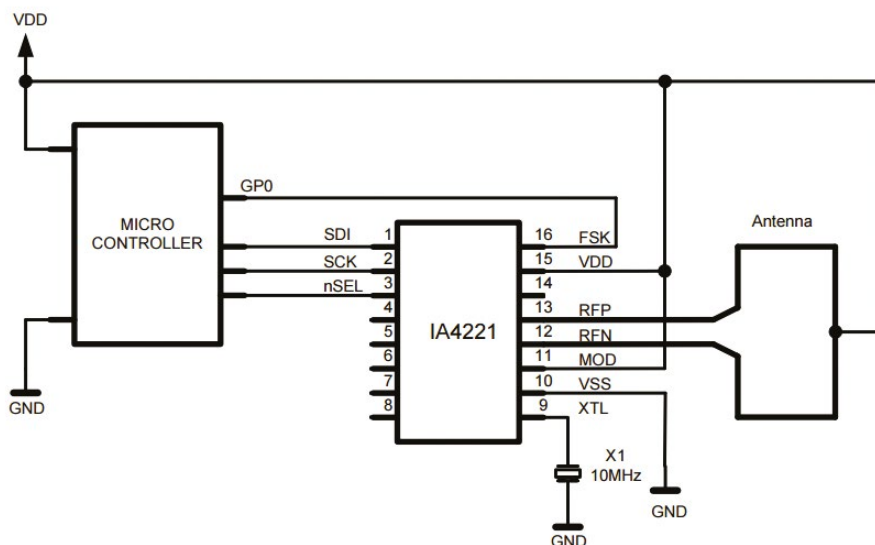 VDD
GP0
MICRO
CONTROLLER
Antenna
SDI
1
16
FSK
SCK
2
15
VDD
nSEL
3
14
4
13
RFP
5
IA4221
12
RFN
6
11
MOD
7
10
VSS
8
9
XTL
GND
X1
10MHz
GND
GND